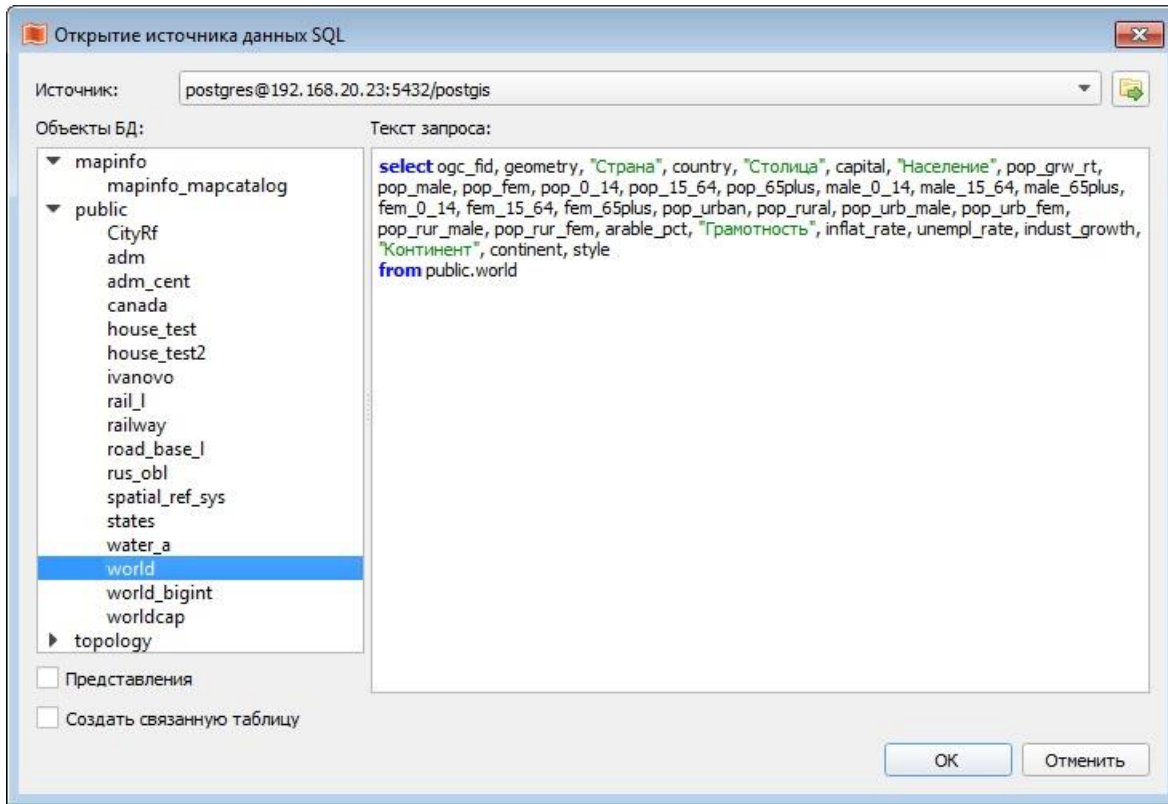 Открытие источника данных SQL
Источник:
postgres@192.168.20.23:5432/postgis
Объекты БД:
mapinfo
mapinfo_mapcatalog
public
CityRf
adm
adm_cent
canada
house_test
house_test2
ivanovo
rail_l
railway
road_base_l
rus_obl
spatial_ref_sys
states
water_a
world
world_bigint
worldcap
topology
Представления
Создать связанную таблицу
Текст запроса:
select ogc_fid, geometry, "Страна", country, "Столица", capital, "Население", pop_grw_rt,
pop_male, pop_fem, pop_0_14, pop_15_64, pop_65plus, male_0_14, male_15_64, male_65plus,
fem_0_14, fem_15_64, fem_65plus, pop_urban, pop_rural, pop_urb_male, pop_urb_fem,
pop_rur_male, pop_rur_fem, arable_pct, "Грамотность", inflat_rate, unempl_rate, indust_growth,
"Континент", continent, style
from public.world
OK
Отменить